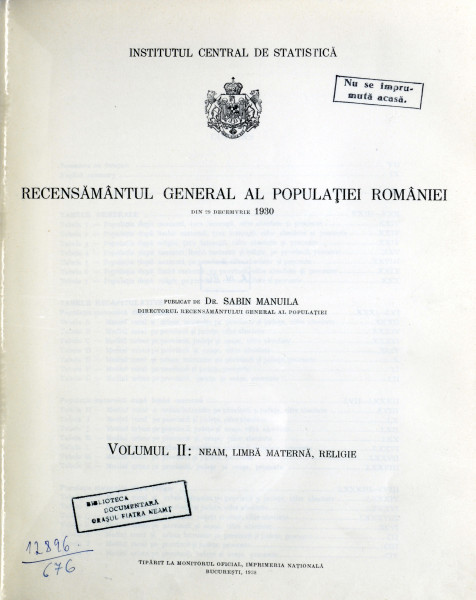 INSTITUTUL CENTRAL DE STATISTICĂ
Nu se împru-
mută acasă.
RECENSĂMÂNTUL GENERAL AL POPULAŢIEI ROMÂNIEI
DIN 29 DECEMVRIE 1930
PUBLICAT DE DR. SABIN MANUILA
DIRECTORUL RECENSĂMÂNTULUI GENERAL AL POPULAŢIEI
VOLUMUL II: NEAM, LIMBĂ MATERNĂ, RELIGIE
BIBLIOTECA
DOCUMENTARĂ
ORAŞUL PIATRA NEAMŢ
12896
676
TIPĂRIT LA MONITORUL OFICIAL, IMPRIMERIA NAŢIONALĂ
BUCUREŞTI,